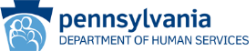 pennsylvania
DEPARTMENT OF HUMAN SERVICES